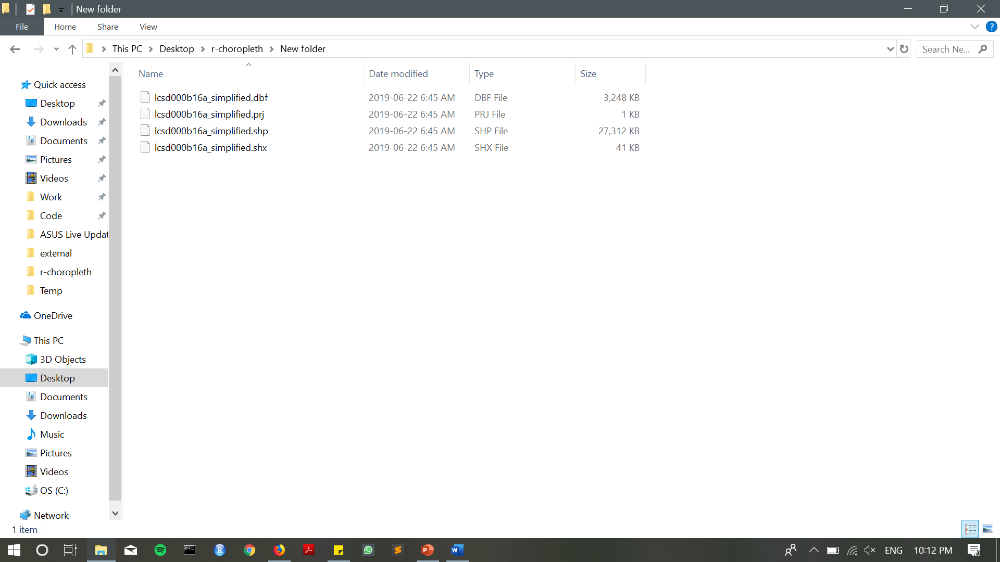 New folder
File Home Share View
This PC Desktop r-choropleth New folder Search Ne...
Name Date modified Type Size
lcsd000b16a_simplified.dbf 2019-06-22 6:45 AM DBF File 3,248 KB
lcsd000b16a_simplified.prj 2019-06-22 6:45 AM PRJ File 1 KB
lcsd000b16a_simplified.shp 2019-06-22 6:45 AM SHP File 27,312 KB
lcsd000b16a_simplified.shx 2019-06-22 6:45 AM SHX File 41 KB
Quick access
Desktop
Downloads
Documents
Pictures
Videos
Work
Code
ASUS Live Updat
external
r-choropleth
Temp
OneDrive
This PC
3D Objects
Desktop
Documents
Downloads
Music
Pictures
Videos
OS (C:)
Network
1 item
ENG 10:12 PM